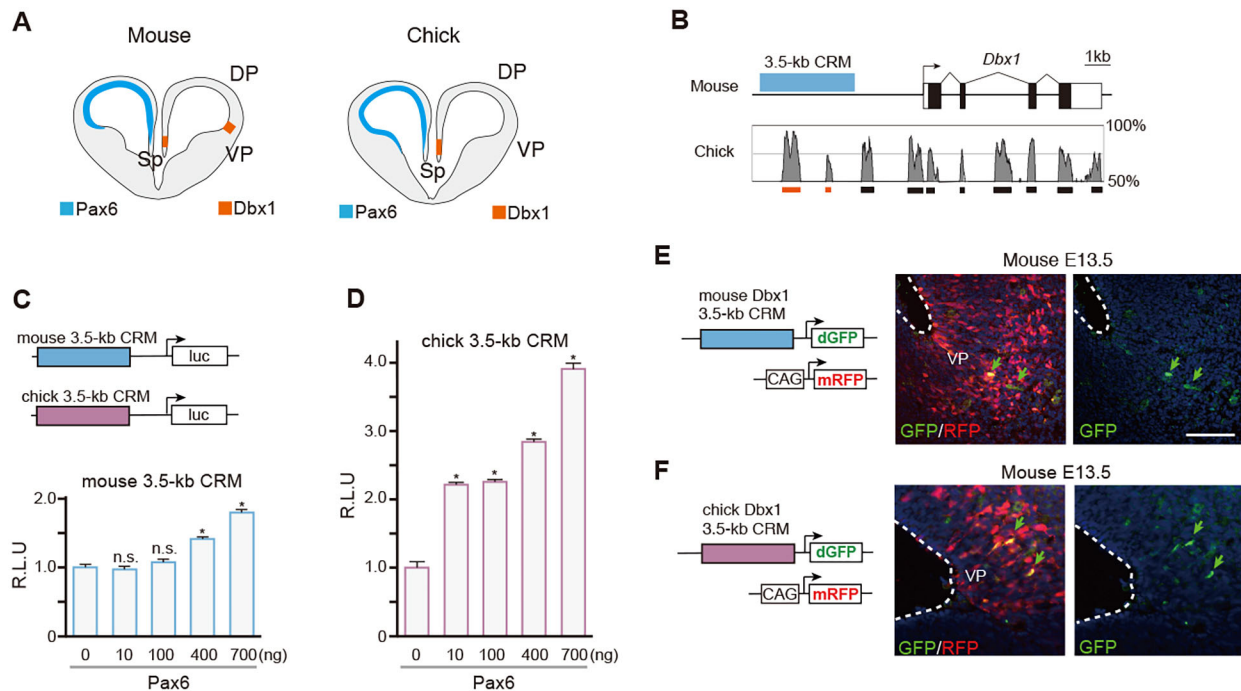 A
Mouse
DP
VP
Sp
Pax6
Dbx1
Chick
DP
VP
Sp
Pax6
Dbx1
B
3.5-kb CRM
Dbx1
1kb
Mouse
100%
Chick
50%
C
mouse 3.5-kb CRM
luc
chick 3.5-kb CRM
luc
mouse 3.5-kb CRM
R.L.U
2.0
1.0
0
n.s.
n.s.
*
*
0 10 100 400 700 (ng)
Pax6
D
chick 3.5-kb CRM
R.L.U
4.0
3.0
2.0
1.0
0
*
*
*
*
0 10 100 400 700 (ng)
Pax6
E
Mouse E13.5
mouse Dbx1
3.5-kb CRM
dGFP
CAG mRFP
VP
GFP/RFP
GFP
F
Mouse E13.5
chick Dbx1
3.5-kb CRM
dGFP
CAG mRFP
VP
GFP/RFP
GFP